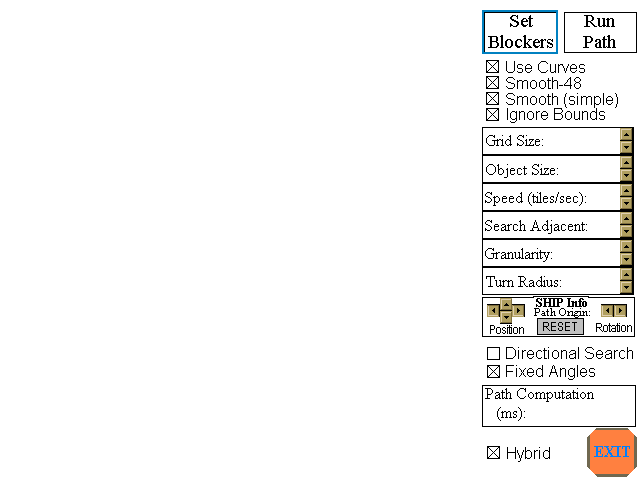 Set Blockers
Run Path
Use Curves
Smooth-48
Smooth (simple)
Ignore Bounds
Grid Size:
Object Size:
Speed (tiles/sec):
Search Adjacent:
Granularity:
Turn Radius:
SHIP Info
Path Origin:
RESET
Position
Rotation
Directional Search
Fixed Angles
Path Computation
(ms):
Hybrid
EXIT